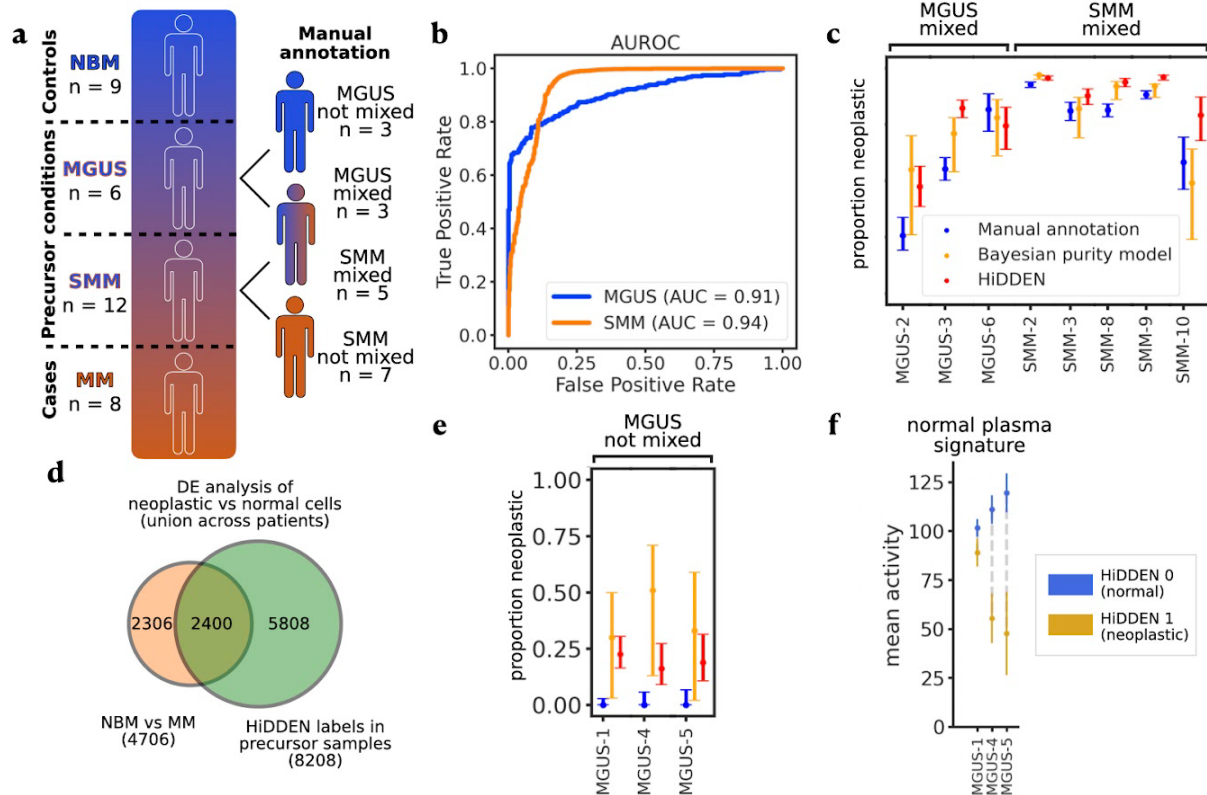 a
Controls
Precursor conditions
Cases
NBM
n = 9
MGUS
n = 6
SMM
n = 12
MM
n = 8
Manual
annotation
MGUS
not mixed
n = 3
MGUS
mixed
n = 3
SMM
mixed
n = 5
SMM
not mixed
n = 7
b
AUROC
True Positive Rate
1.0
0.8
0.6
0.4
0.2
0.0
MGUS (AUC = 0.91)
SMM (AUC = 0.94)
0.00 0.25 0.50 0.75 1.00
False Positive Rate
c
MGUS
mixed
SMM
mixed
proportion neoplastic
Manual annotation
Bayesian purity model
HiDDEN
MGUS-2
MGUS-3
MGUS-6
SMM-2
SMM-3
SMM-8
SMM-9
SMM-10
d
DE analysis of
neoplastic vs normal cells
(union across patients)
2306 2400 5808
NBM vs MM
(4706)
HiDDEN labels in
precursor samples
(8208)
e
MGUS
not mixed
proportion neoplastic
1.00
0.75
0.50
0.25
0.00
MGUS-1
MGUS-4
MGUS-5
f
normal plasma
signature
mean activity
125
100
75
50
25
0
MGUS-1
MGUS-4
MGUS-5
HiDDEN 0
(normal)
HiDDEN 1
(neoplastic)